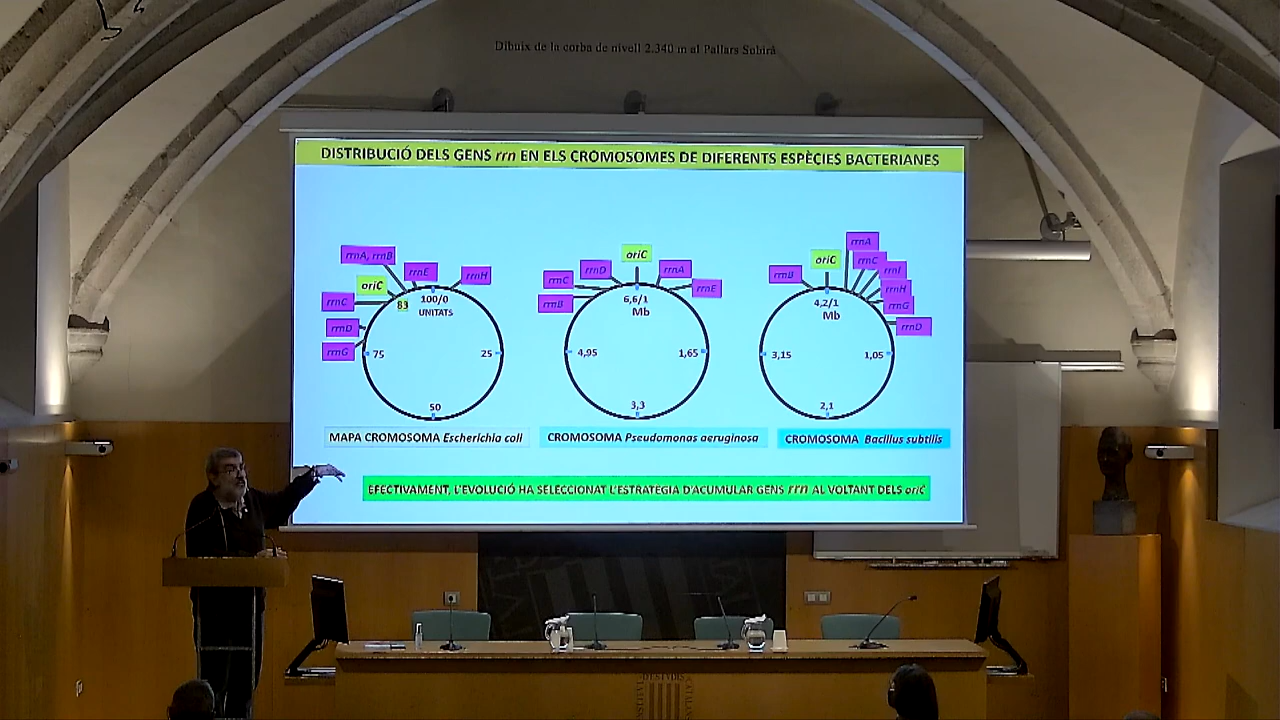 Dibuix de la corba de nivell 2.340 m al Pallars Sobirà
DISTRIBUCIÓ DELS GENS rrn EN ELS CROMOSOMES DE DIFERENTS ESPÈCIES BACTERIANES
rrnA, rrnB
rrnE
rrnH
oriC
rrnC
83
100/0
UNITATS
rrnD
rrnG
75
25
50
MAPA CROMOSOMA Escherichia coli
oriC
rrnD
rrnA
rrnC
rrnE
rrnB
6,6/1
Mb
4,95
1,65
3,3
CROMOSOMA Pseudomonas aeruginosa
rrnA
oriC
rrnC
rrnB
rrnI
rrnH
rrnG
rrnD
4,2/1
Mb
3,15
1,05
2,1
CROMOSOMA Bacillus subtilis
EFECTIVAMENT, L'EVOLUCIÓ HA SELECCIONAT L'ESTRATEGIA D'ACUMULAR GENS rrn AL VOLTANT DELS oriC